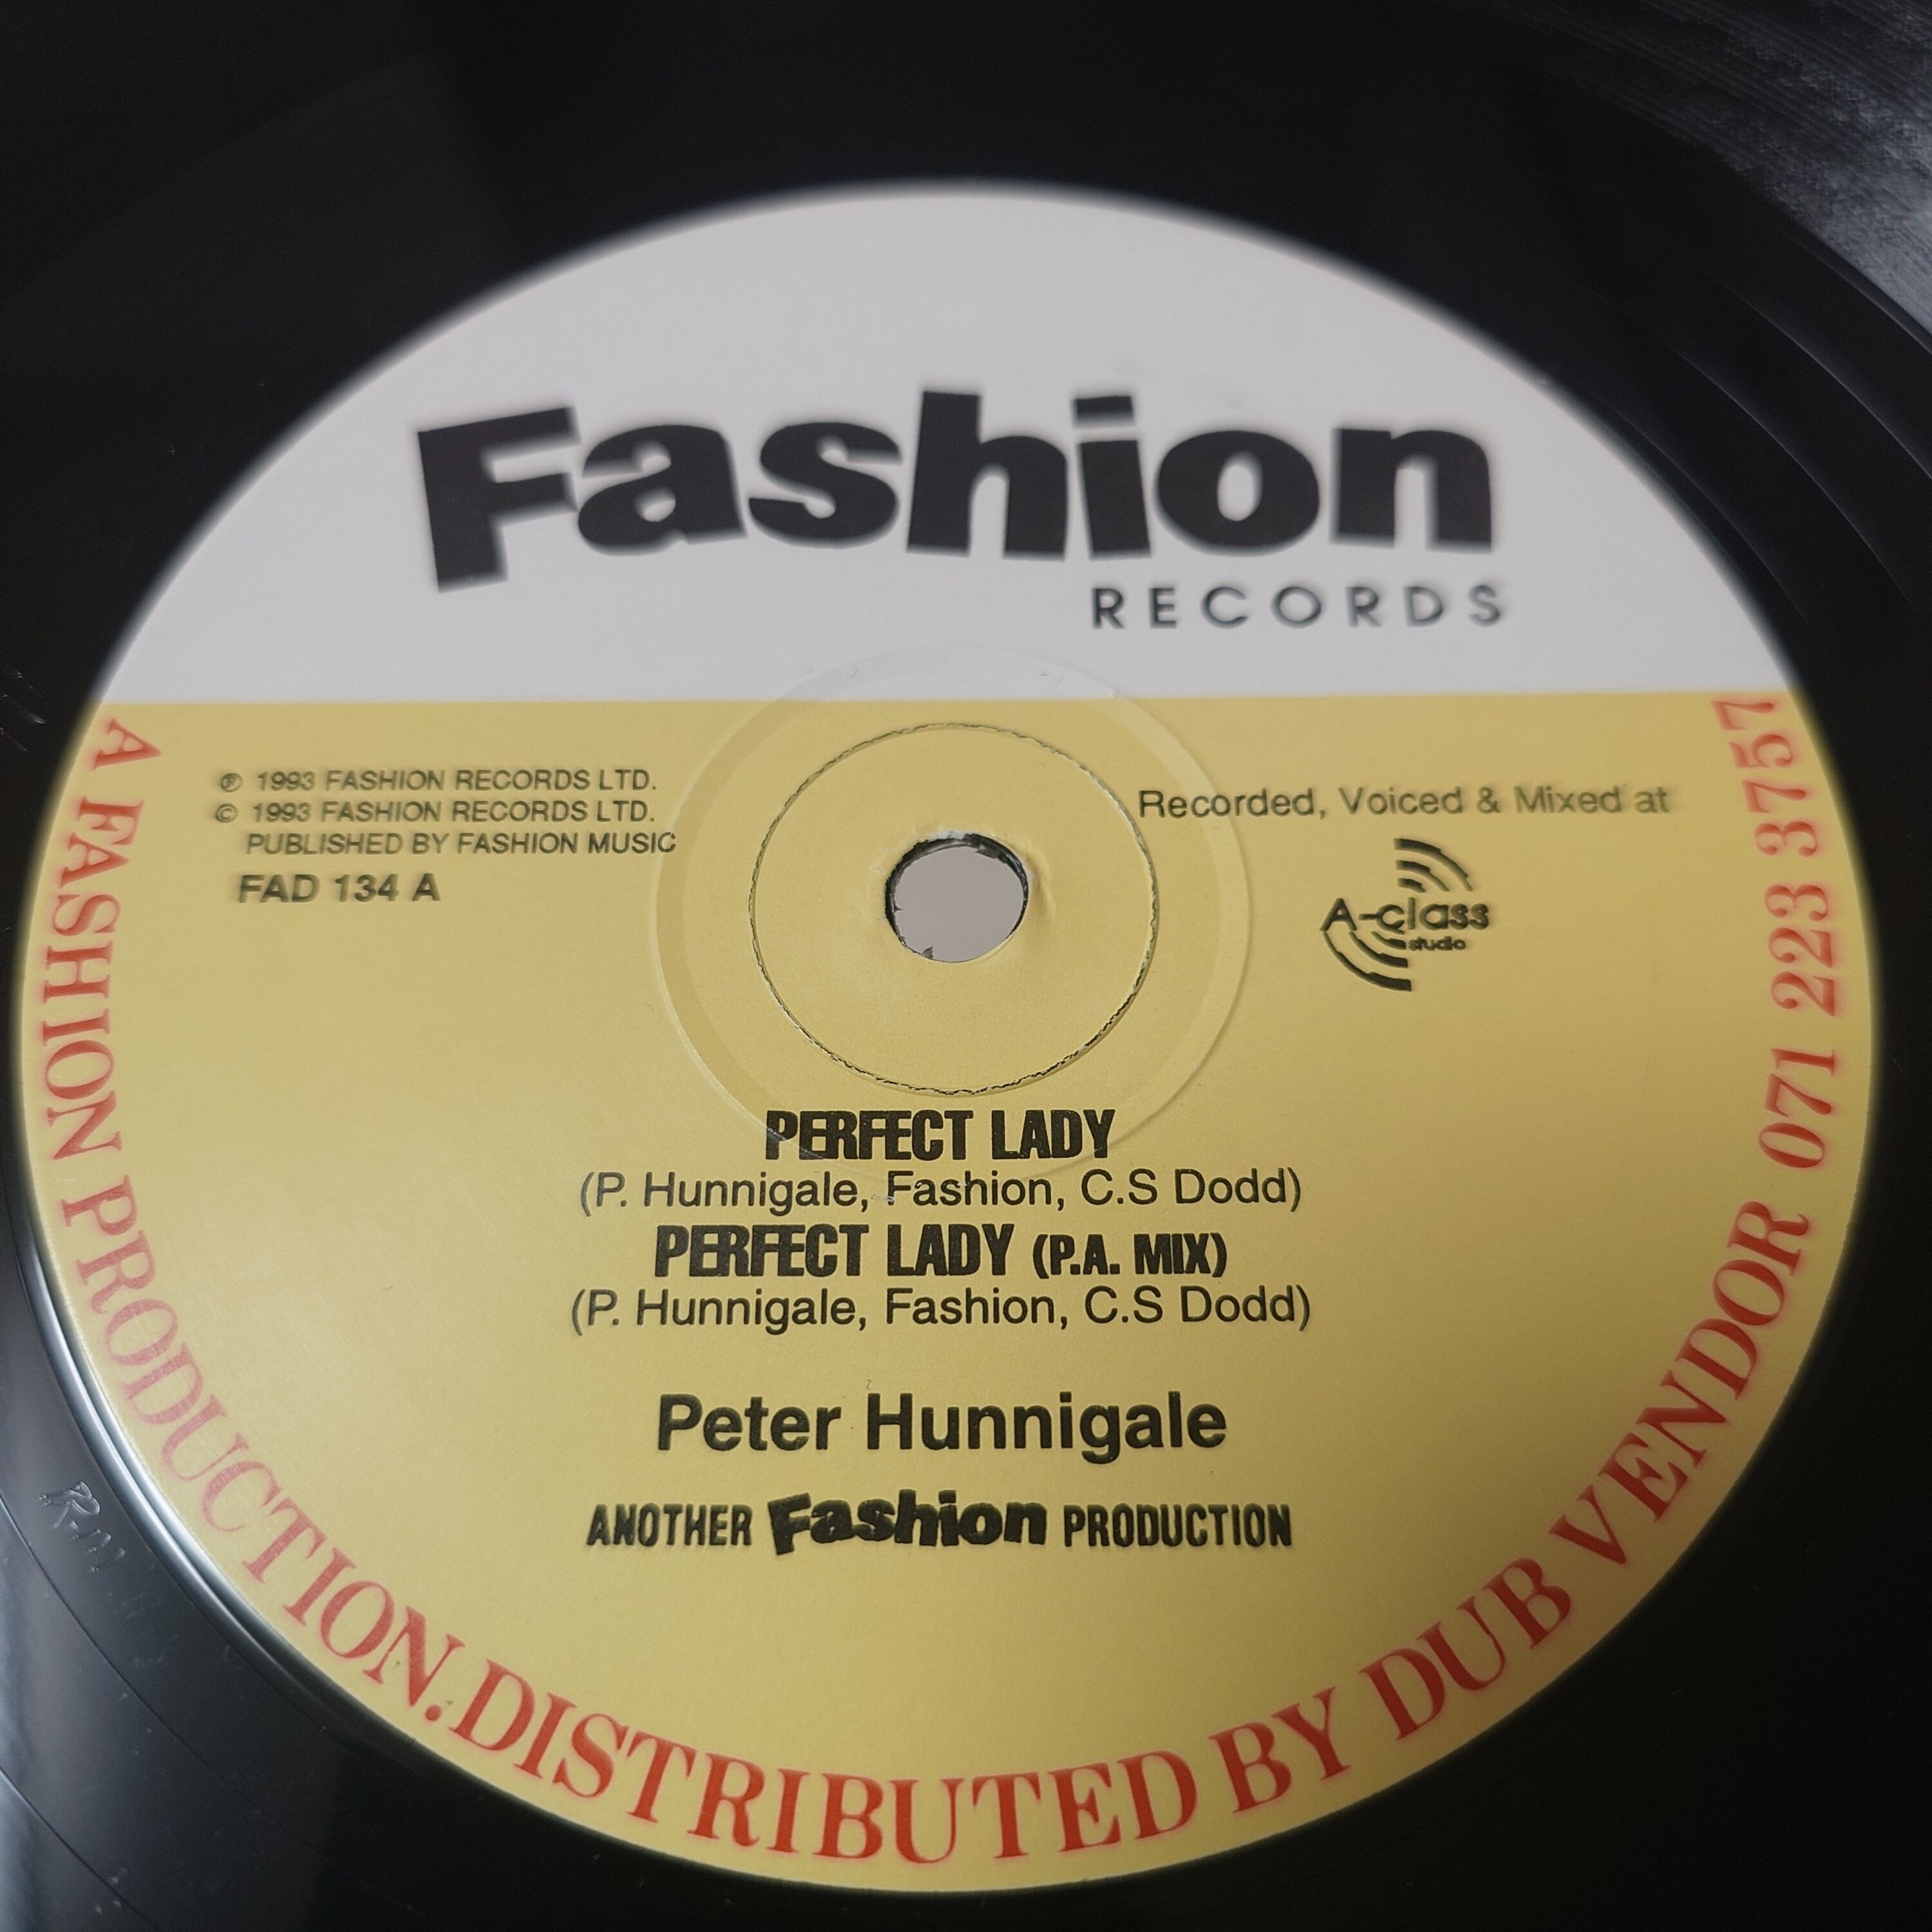 Fashion
RECORDS
℗ 1993 FASHION RECORDS LTD.
© 1993 FASHION RECORDS LTD.
PUBLISHED BY FASHION MUSIC
FAD 134 A
Recorded, Voiced & Mixed at
A-class
studio
PERFECT LADY
(P. Hunnigale, Fashion, C.S Dodd)
PERFECT LADY (P.A. MIX)
(P. Hunnigale, Fashion, C.S Dodd)
Peter Hunnigale
ANOTHER Fashion PRODUCTION
A FASHION PRODUCTION.DISTRIBUTED BY DUB VENDOR 071 223 3757